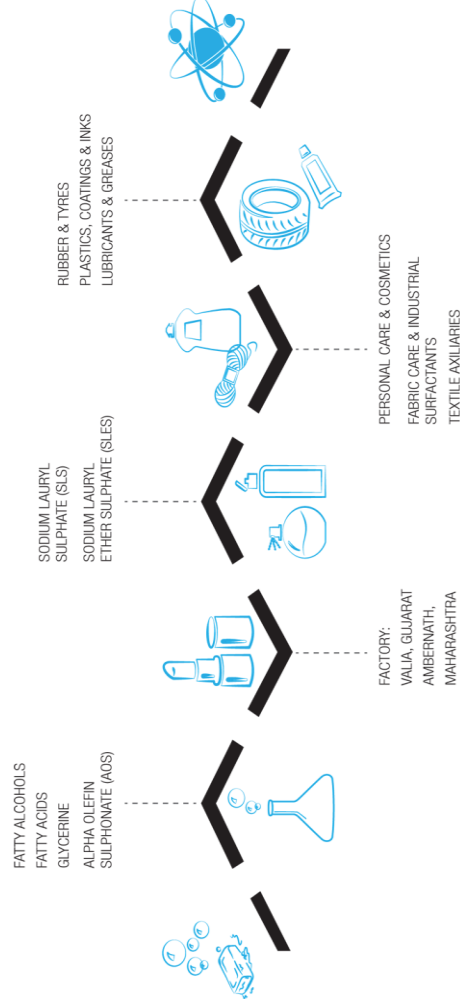 FATTY ALCOHOLS
FATTY ACIDS
GLYCERINE
ALPHA OLEFIN
SULPHONATE (AOS)
FACTORY:
VALIA, GUJARAT
AMBERNATH,
MAHARASHTRA
SODIUM LAURYL
SULPHATE (SLS)
SODIUM LAURYL
ETHER SULPHATE (SLES)
PERSONAL CARE & COSMETICS
FABRIC CARE & INDUSTRIAL
SURFACTANTS
TEXTILE AXILIARIES
RUBBER & TYRES
PLASTICS, COATINGS & INKS
LUBRICANTS & GREASES